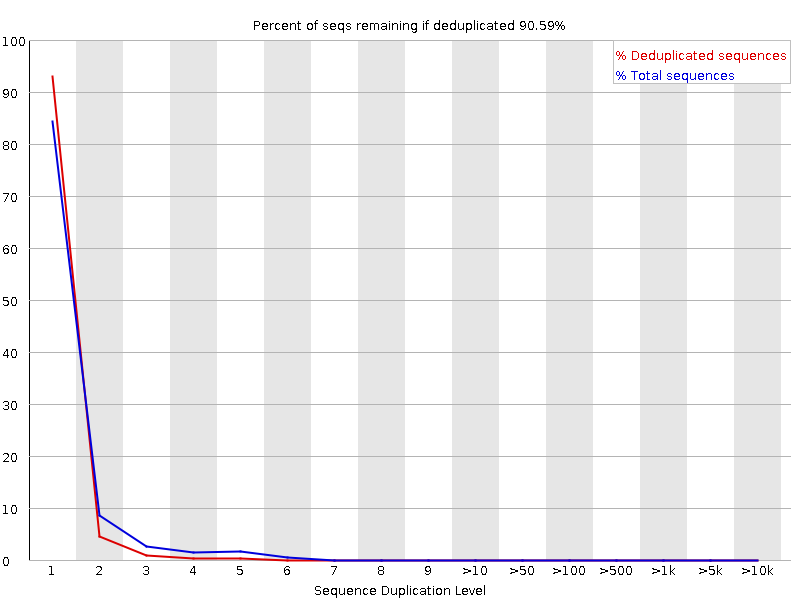 Percent of seqs remaining if deduplicated 90.59%
% Deduplicated sequences
% Total sequences
100
90
80
70
60
50
40
30
20
10
0
1 2 3 4 5 6 7 8 9 >10 >50 >100 >500 >1k >5k >10k
Sequence Duplication Level